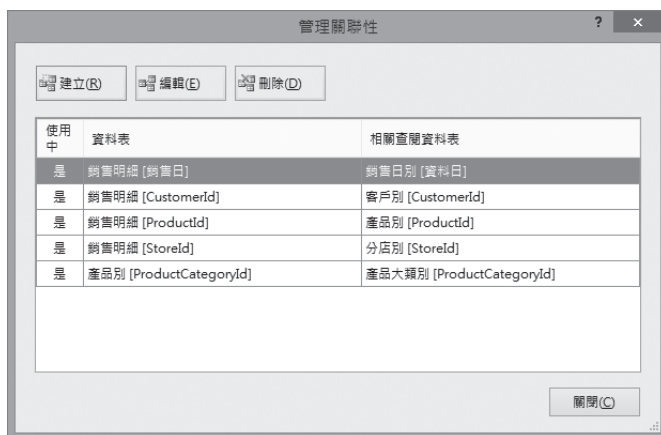 管理關聯性
? ×
建立(R) 編輯(E) 刪除(D)
使用中 資料表 相關查閱資料表
是 銷售明細 [銷售日] 銷售日別 [資料日]
是 銷售明細 [CustomerId] 客戶別 [CustomerId]
是 銷售明細 [ProductId] 產品別 [ProductId]
是 銷售明細 [StoreId] 分店別 [StoreId]
是 產品別 [ProductCategoryId] 產品大類別 [ProductCategoryId]
關閉(C)